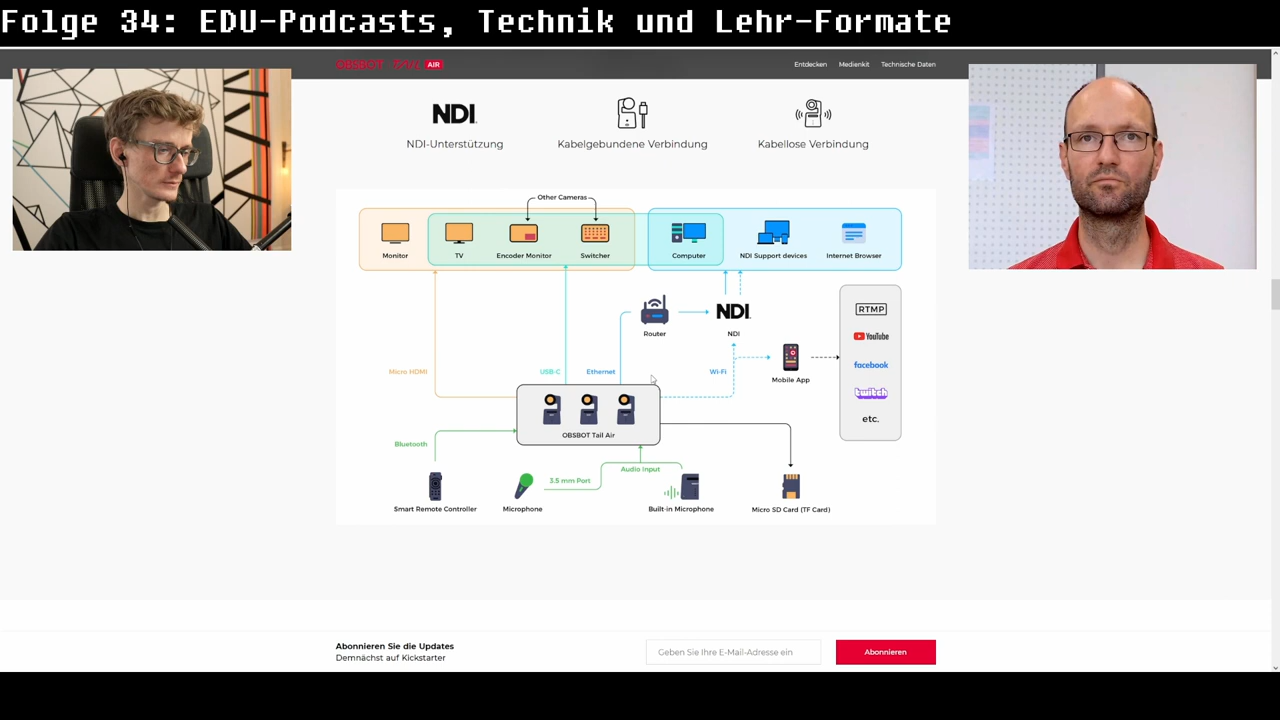 Folge 34: EDU-Podcasts, Technik und Lehr-Formate
OBSBOT Tail AIR
Entdecken Medienkit Technische Daten
NDI
NDI-Unterstützung
Kabelgebundene Verbindung
Kabellose Verbindung
Other Cameras
Monitor TV Encoder Monitor Switcher Computer NDI Support devices Internet Browser
Router
NDI
NDI
RTMP
YouTube
facebook
twitch
etc.
Mobile App
Micro HDMI USB-C Ethernet Wi-Fi
OBSBOT Tail Air
Bluetooth
Audio Input
3.5 mm Port
Smart Remote Controller Microphone Built-in Microphone Micro SD Card (TF Card)
Abonnieren Sie die Updates
Demnächst auf Kickstarter
Geben Sie Ihre E-Mail-Adresse ein
Abonnieren